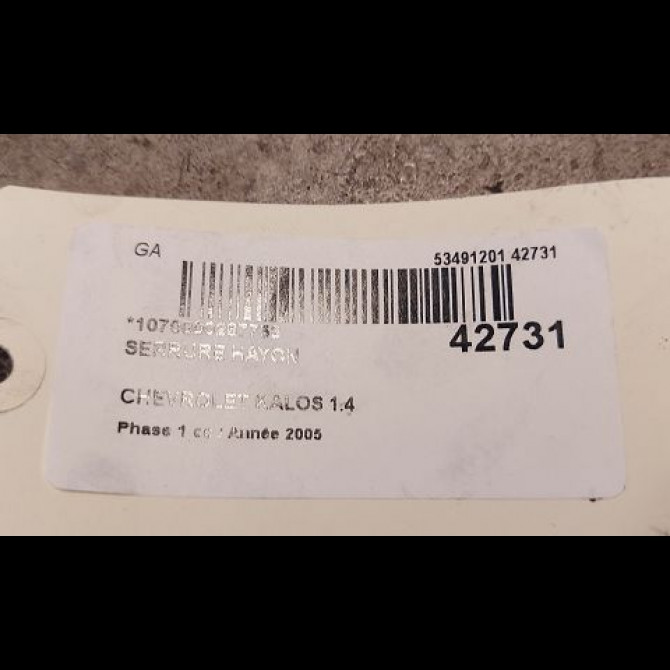 GA
53491201 42731
42731
SERRURE HAYON
CHEVROLET KALOS 1.4
Phase 1 / Année 2005